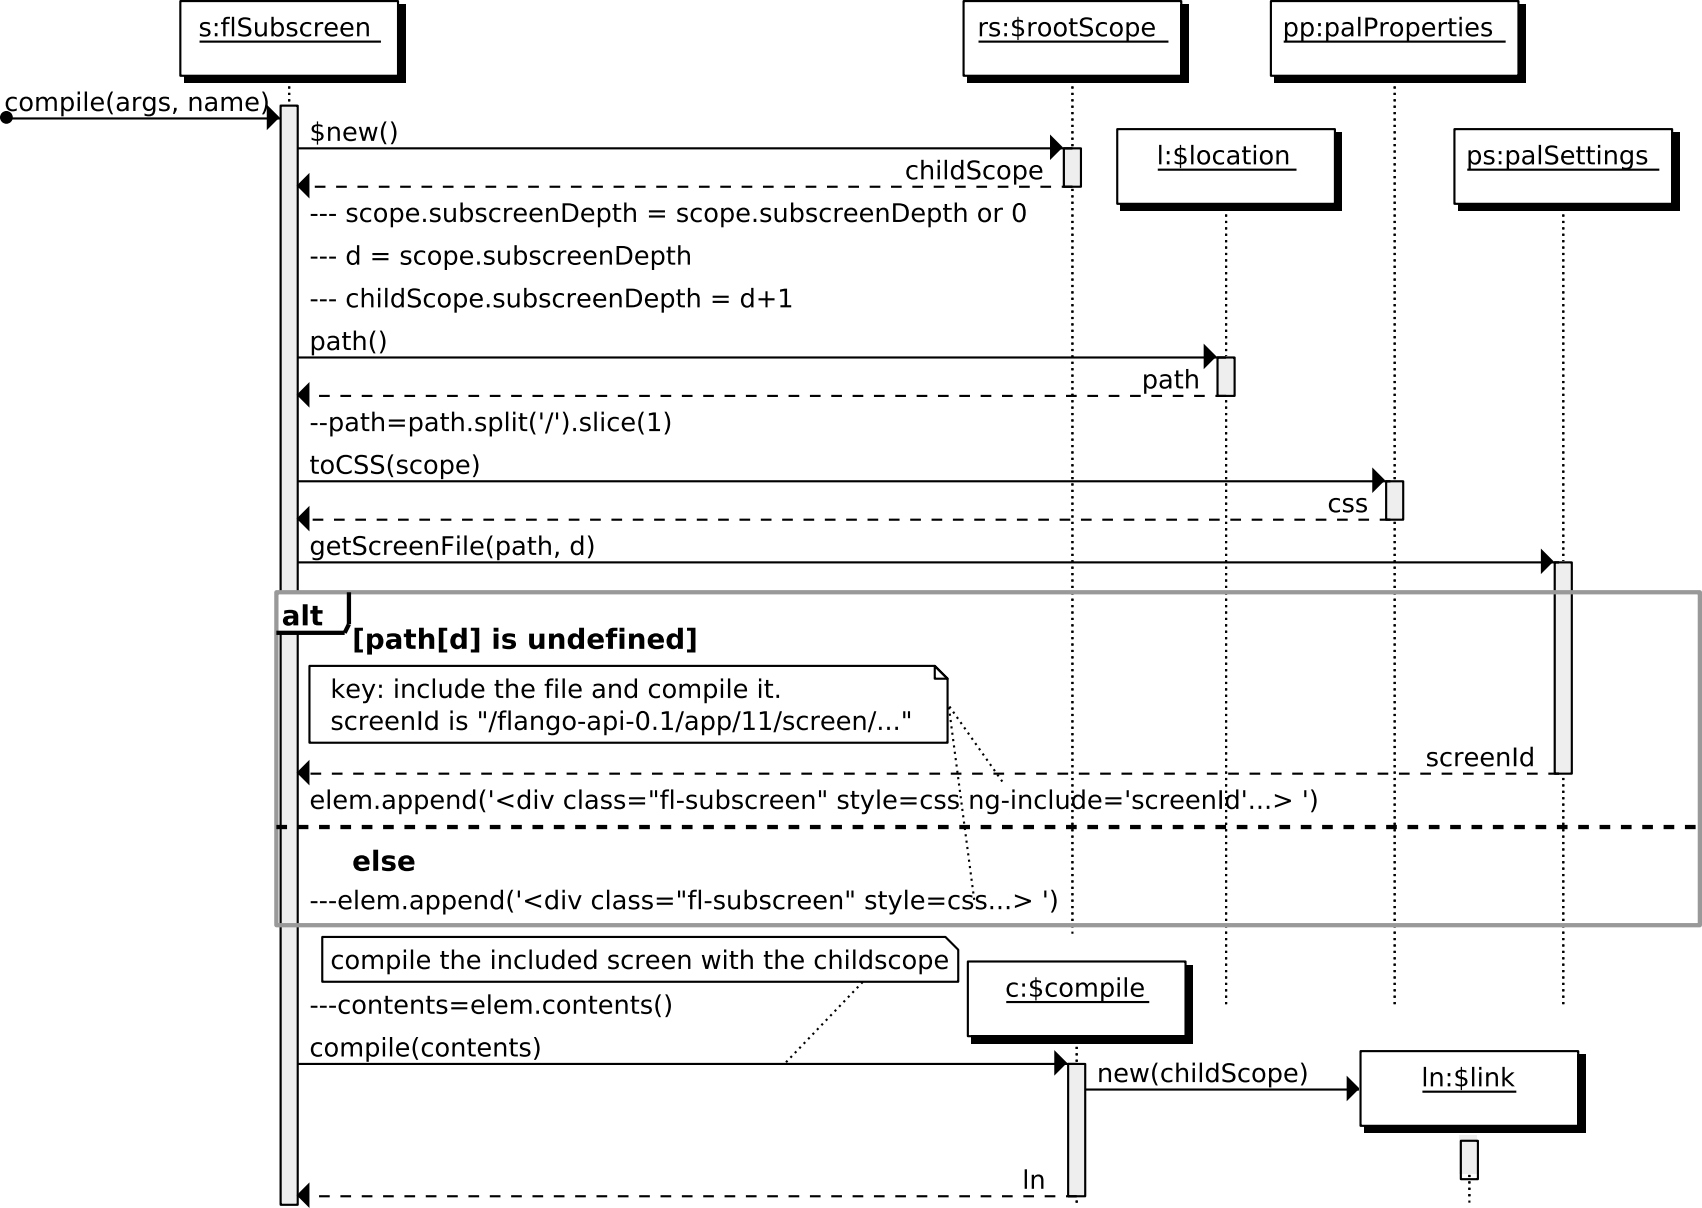 s:flSubscreen
rs:$rootScope
pp:palProperties
compile(args, name)
$new()
l:$location
ps:palSettings
childScope
--- scope.subscreenDepth = scope.subscreenDepth or 0
--- d = scope.subscreenDepth
--- childScope.subscreenDepth = d+1
path()
path
--path=path.split('/').slice(1)
toCSS(scope)
css
getScreenFile(path, d)
alt
[path[d] is undefined]
key: include the file and compile it.
screenId is "/flango-api-0.1/app/11/screen/..."
screenId
elem.append('<div class="fl-subscreen" style=css ng-include='screenId'...> ')
else
---elem.append('<div class="fl-subscreen" style=css...> ')
compile the included screen with the childscope
c:$compile
---contents=elem.contents()
compile(contents)
new(childScope)
ln:$link
ln